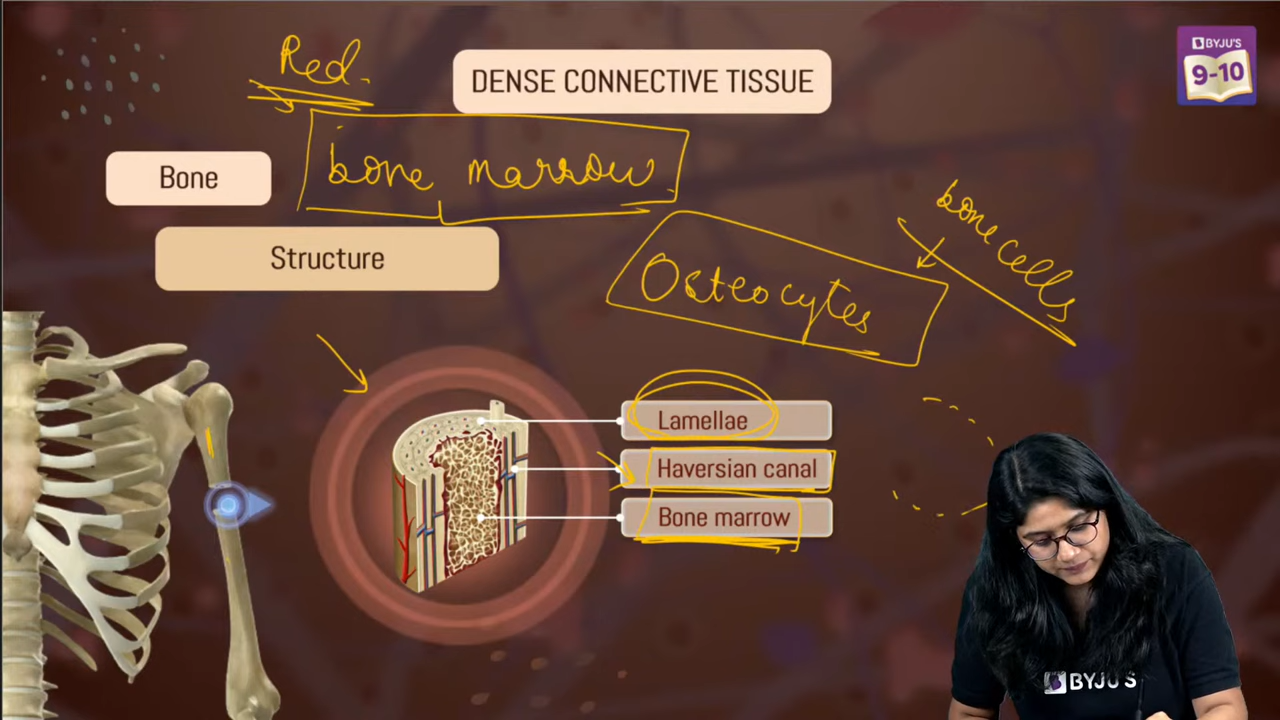 Red.
DENSE CONNECTIVE TISSUE
BYJU'S
9-10
Bone
bone marrow
bone cells
Structure
Osteocytes
Lamellae
Haversian canal
Bone marrow
BYJU'S